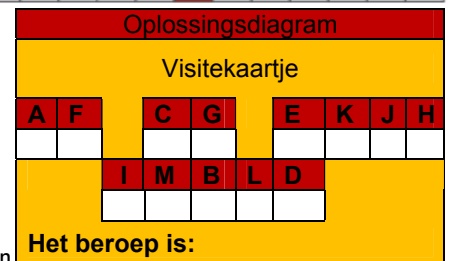 Oplossingsdiagram
Visitekaartje
A F C G E K J H
I M B L D
Het beroep is:
n